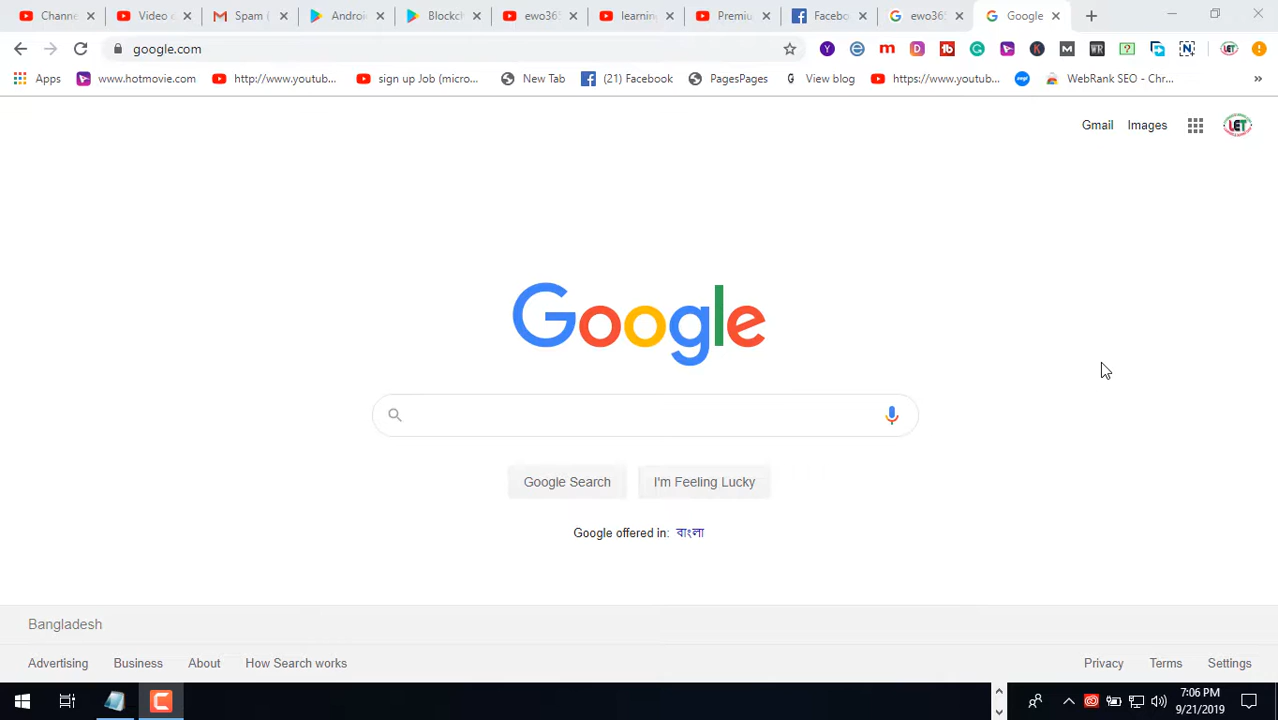 Channe Video Spam ( Androi Blockc ewo36 learnin Premiu Facebo ewo36 Google
google.com
Apps www.hotmovie.com http://www.youtub... sign up Job (micro... New Tab (21) Facebook PagesPages View blog https://www.youtub... WebRank SEO - Chr...
Gmail Images LET
Google
Google Search I'm Feeling Lucky
Google offered in: বাংলা
Bangladesh
Advertising Business About How Search works Privacy Terms Settings
7:06 PM
9/21/2019